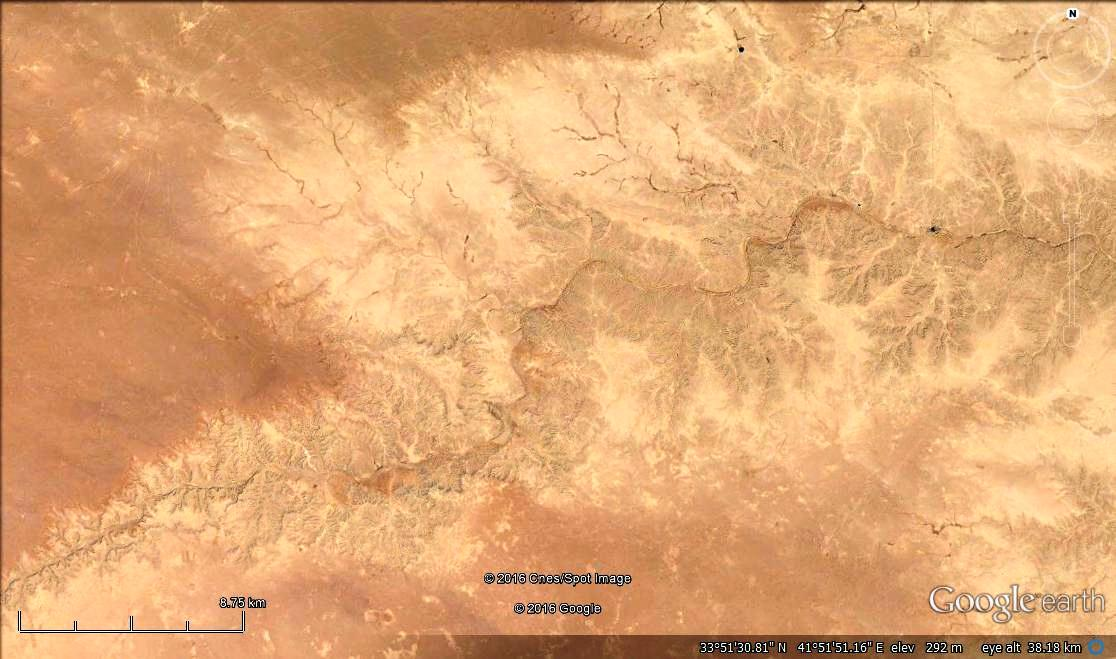 N
8.75 km
© 2016 Cnes/Spot Image
© 2016 Google
Google earth
33°51'30.81" N 41°51'51.16" E elev 292 m eye alt 38.18 km